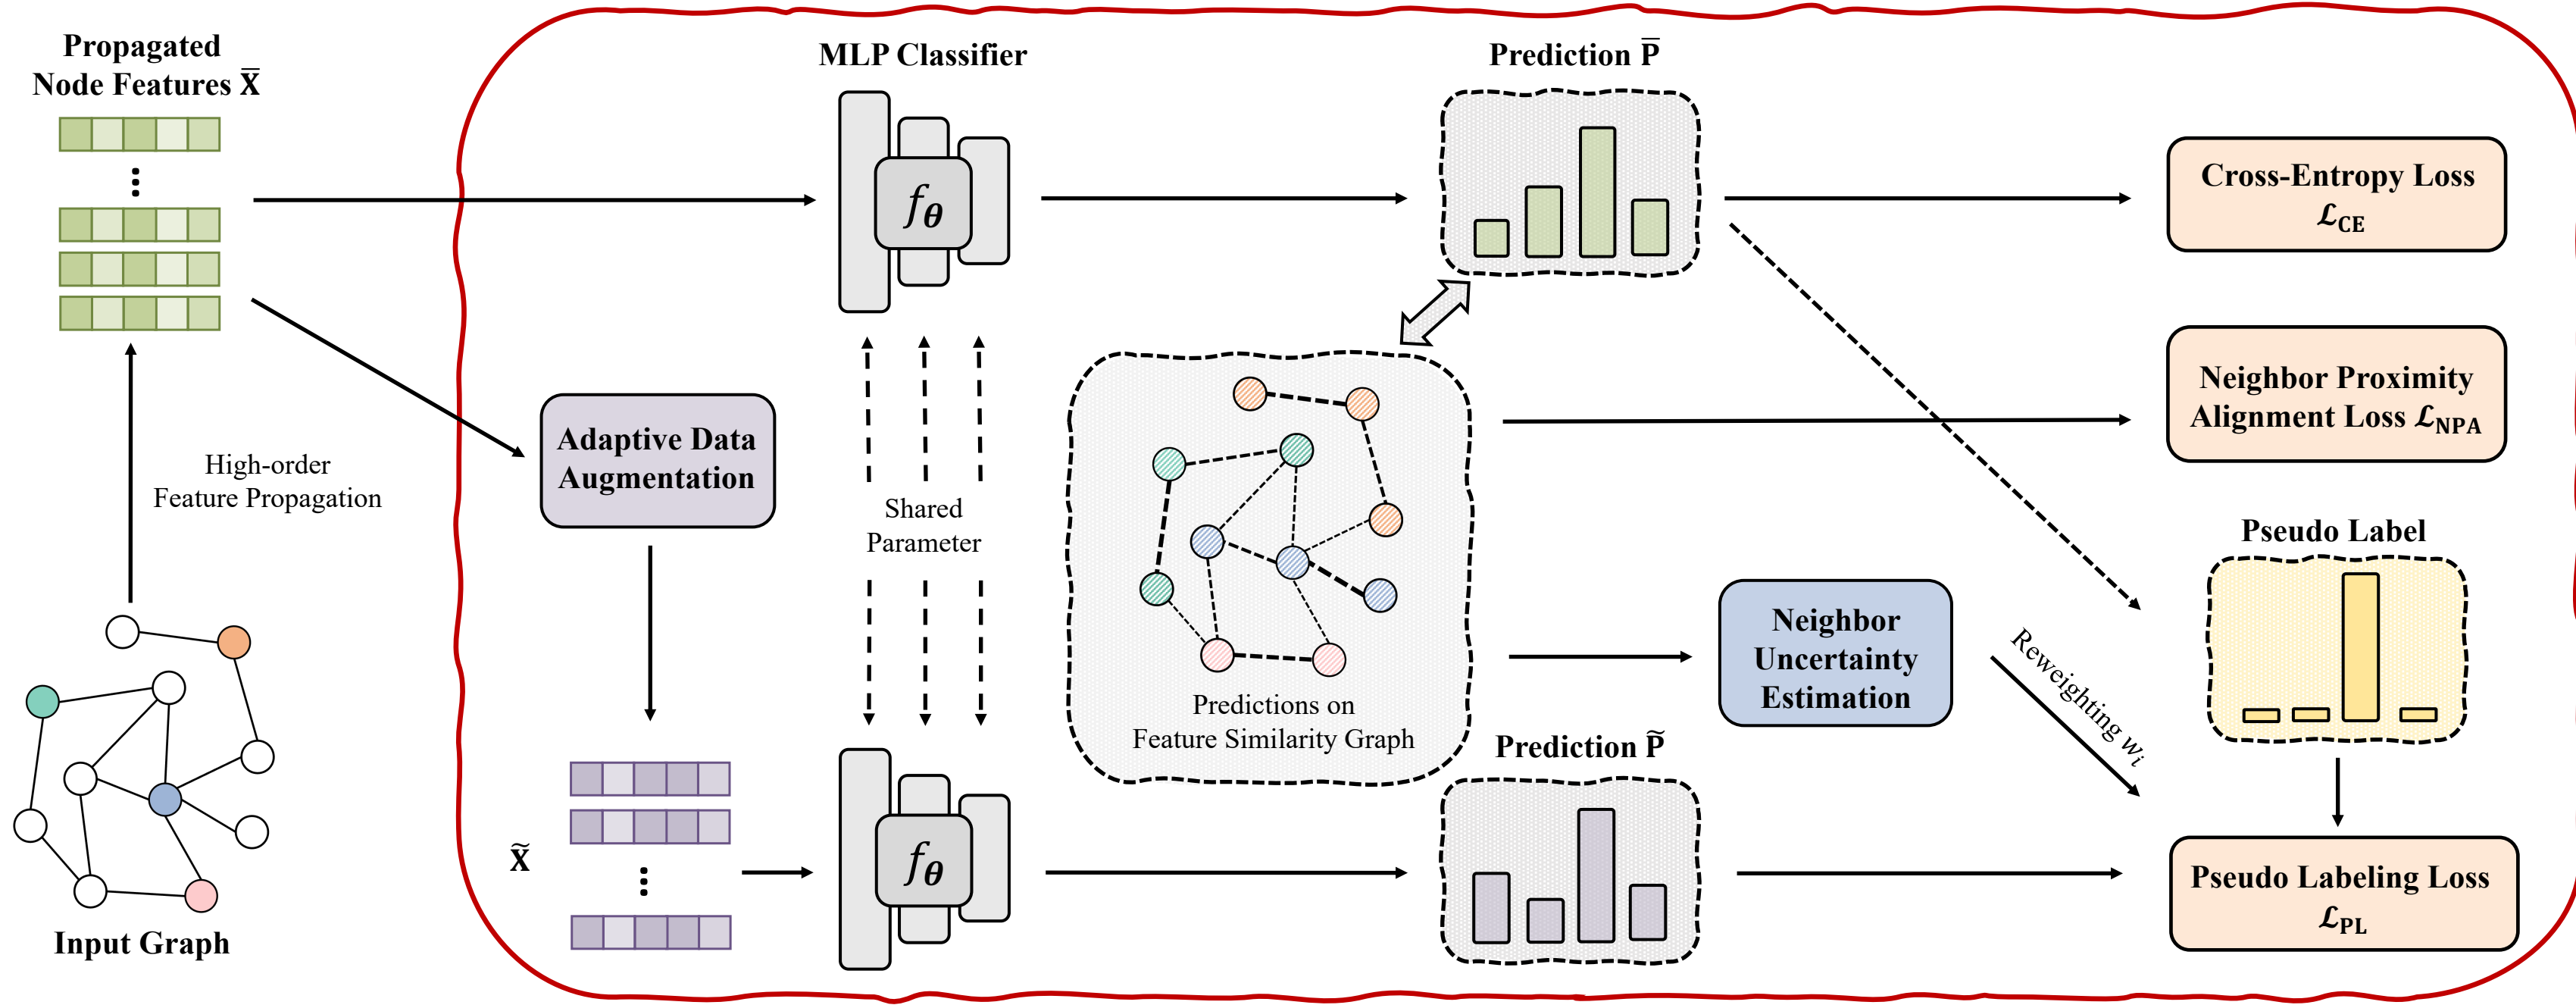 Propagated
Node Features X̄
High-order
Feature Propagation
Input Graph
MLP Classifier
fθ
Adaptive Data
Augmentation
Shared
Parameter
X̃
fθ
Prediction P̄
Predictions on
Feature Similarity Graph
Prediction P̃
Neighbor
Uncertainty
Estimation
Reweighting wᵢ
Cross-Entropy Loss
ℒCE
Neighbor Proximity
Alignment Loss ℒNPA
Pseudo Label
Pseudo Labeling Loss
ℒPL